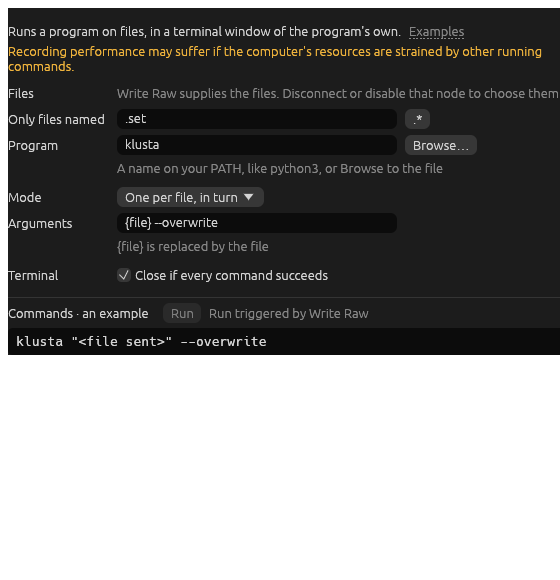 Runs a program on files, in a terminal window of the program's own. Examples
Recording performance may suffer if the computer's resources are strained by other running
commands.
Files Write Raw supplies the files. Disconnect or disable that node to choose them
Only files named .set .*
Program klusta Browse...
A name on your PATH, like python3, or Browse to the file
Mode One per file, in turn
Arguments {file} --overwrite
{file} is replaced by the file
Terminal Close if every command succeeds
Commands · an example Run Run triggered by Write Raw
klusta "<file sent>" --overwrite